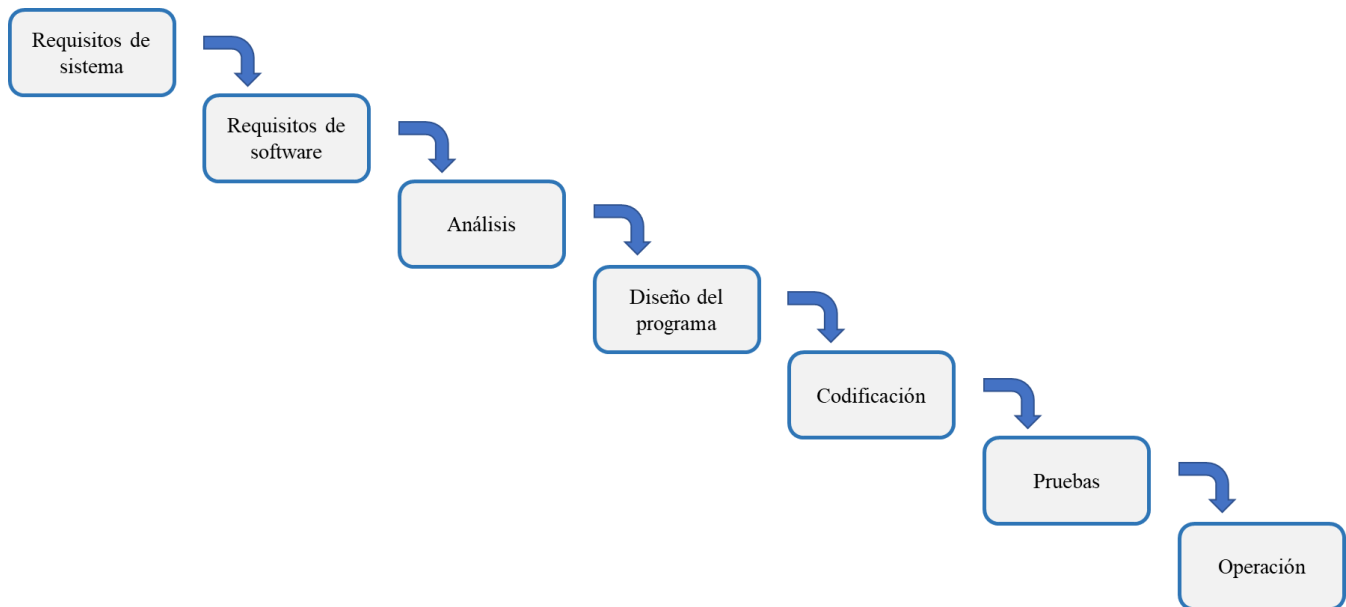 Requisitos de
sistema
Requisitos de
software
Análisis
Diseño del
programa
Codificación
Pruebas
Operación